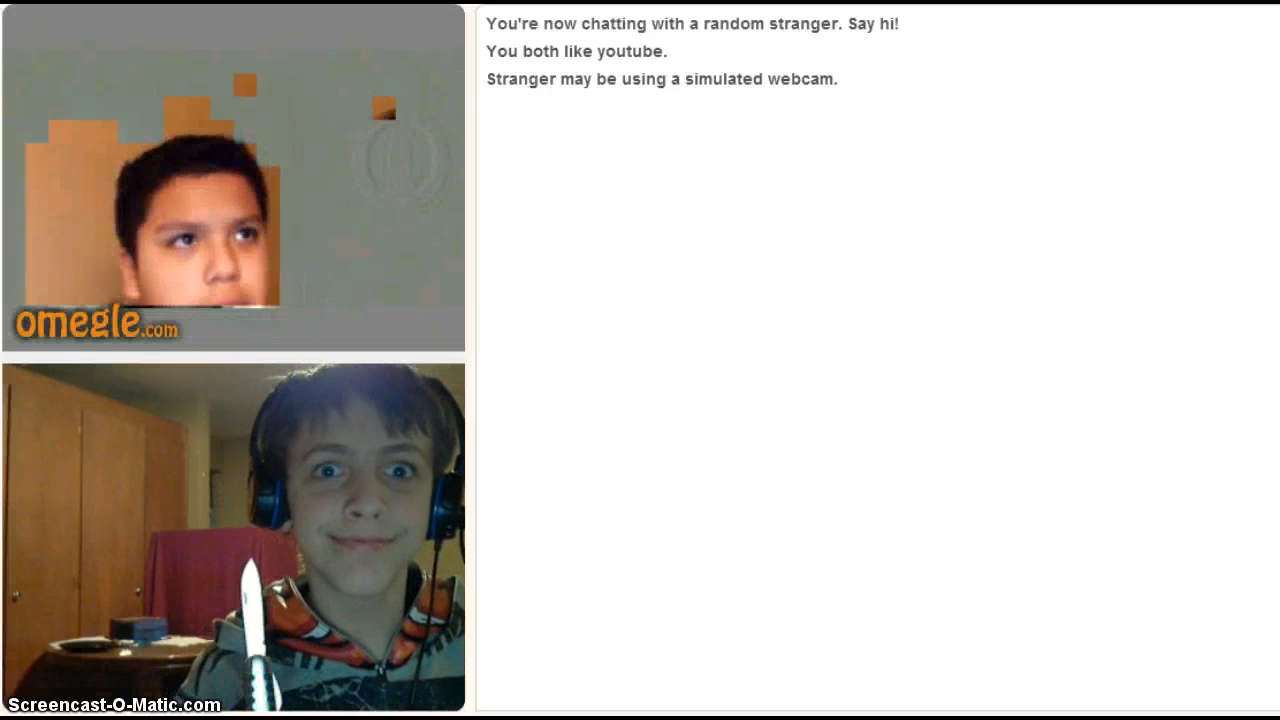 You're now chatting with a random stranger. Say hi!
You both like youtube.
Stranger may be using a simulated webcam.
omegle.com
Screencast-O-Matic.com